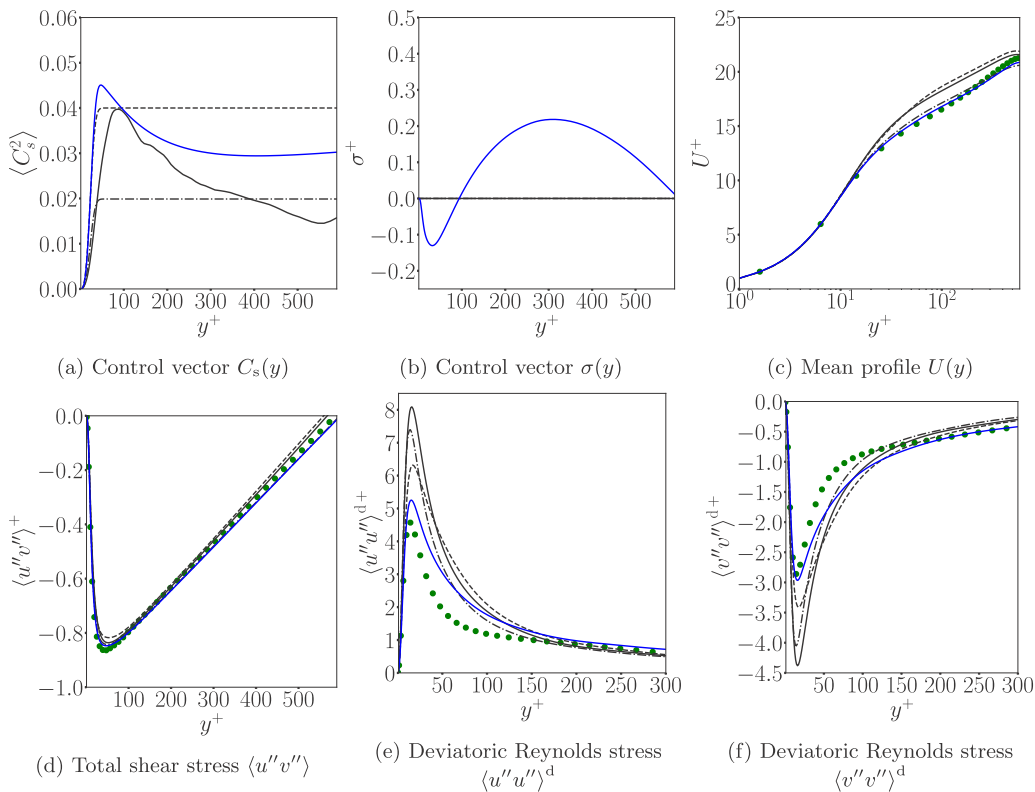 0.06
0.05
0.04
0.03
0.02
0.01
0.00
⟨C_s^2⟩
100 200 300 400 500
y^+
(a) Control vector C_s(y)
0.5
0.4
0.3
0.2
0.1
0.0
−0.1
−0.2
σ^+
100 200 300 400 500
y^+
(b) Control vector σ(y)
25
20
15
10
5
0
U^+
10^0 10^1 10^2
y^+
(c) Mean profile U(y)
0.0
−0.2
−0.4
−0.6
−0.8
−1.0
⟨u″v″⟩^+
100 200 300 400 500
y^+
(d) Total shear stress ⟨u″v″⟩
8
7
6
5
4
3
2
1
0
⟨u″u″⟩^{d+}
50 100 150 200 250 300
y^+
(e) Deviatoric Reynolds stress
⟨u″u″⟩^d
0.0
−0.5
−1.0
−1.5
−2.0
−2.5
−3.0
−3.5
−4.0
−4.5
⟨v″v″⟩^{d+}
50 100 150 200 250 300
y^+
(f) Deviatoric Reynolds stress
⟨v″v″⟩^d